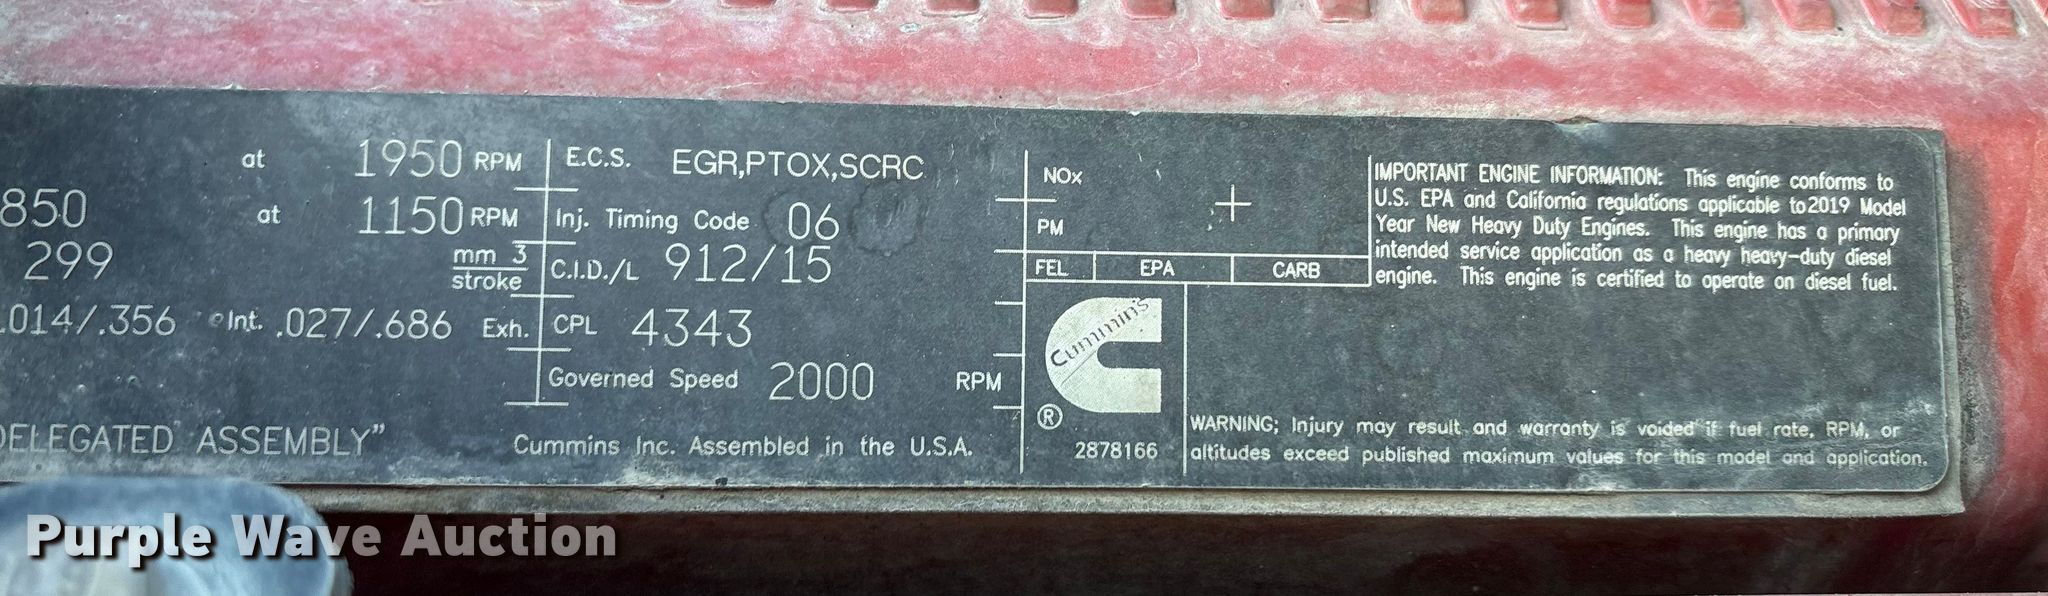 at 1950 RPM
850 at 1150 RPM
299 mm 3
stroke
.014/.356 Int. .027/.686 Exh.
DELEGATED ASSEMBLY"
E.C.S. EGR,PTOX,SCRC
Inj. Timing Code 06
C.I.D./L 912/15
CPL 4343
Governed Speed 2000 RPM
Cummins Inc. Assembled in the U.S.A.
NOx
PM
FEL EPA CARB
Cummins
®
2878166
IMPORTANT ENGINE INFORMATION: This engine conforms to
U.S. EPA and California regulations applicable to 2019 Model
Year New Heavy Duty Engines. This engine has a primary
intended service application as a heavy heavy-duty diesel
engine. This engine is certified to operate on diesel fuel.
WARNING; Injury may result and warranty is voided if fuel rate, RPM, or
altitudes exceed published maximum values for this model and application.
Purple Wave Auction